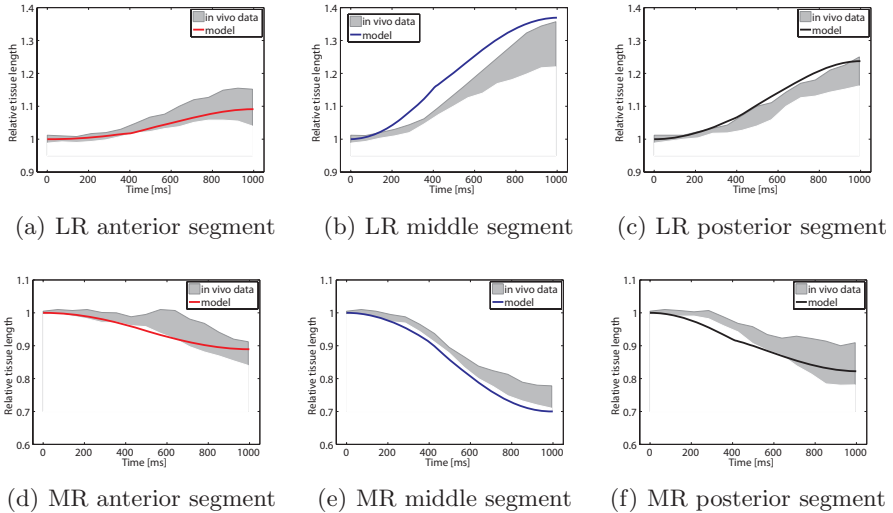 1.4
1.3
1.2
1.1
1
0.9
Relative tissue length
in vivo data
model
0 200 400 600 800 1000
Time [ms]
(a) LR anterior segment
1.4
1.3
1.2
1.1
1
0.9
Relative tissue length
in vivo data
model
0 200 400 600 800 1000
Time [ms]
(b) LR middle segment
1.4
1.3
1.2
1.1
1
0.9
Relative tissue length
in vivo data
model
0 200 400 600 800 1000
Time [ms]
(c) LR posterior segment
1.1
1
0.9
0.8
0.7
0.6
Relative tissue length
in vivo data
model
0 200 400 600 800 1000
Time [ms]
(d) MR anterior segment
1.1
1
0.9
0.8
0.7
0.6
Relative tissue length
in vivo data
model
0 200 400 600 800 1000
Time [ms]
(e) MR middle segment
1.1
1
0.9
0.8
0.7
0.6
Relative tissue length
in vivo data
model
0 200 400 600 800 1000
Time [ms]
(f) MR posterior segment